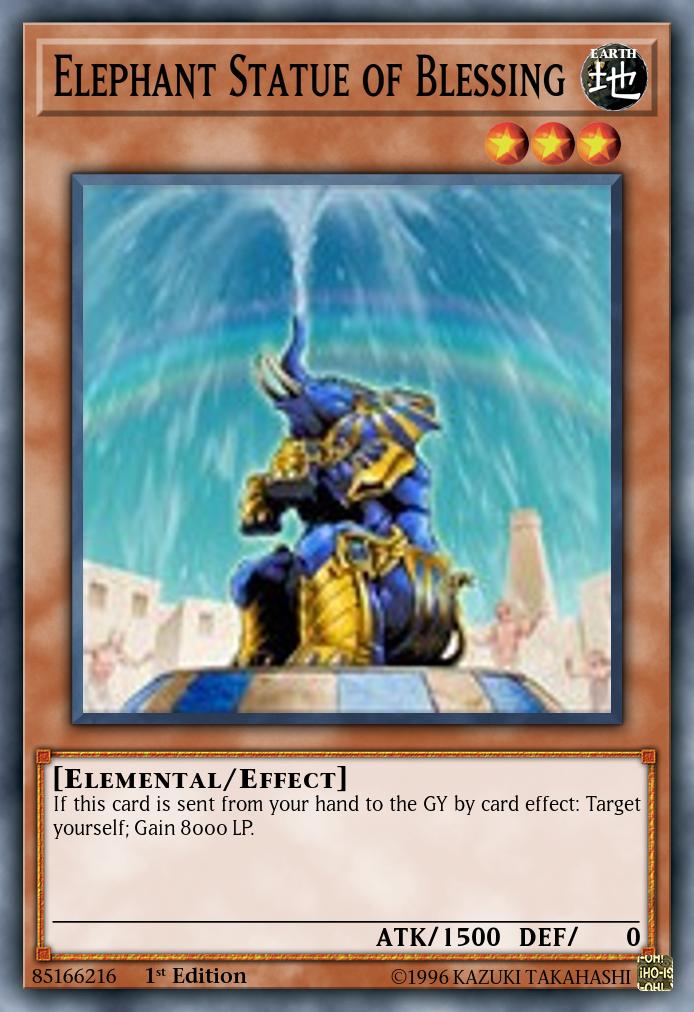 Elephant Statue of Blessing
EARTH
地
[Elemental/Effect]
If this card is sent from your hand to the GY by card effect: Target
yourself; Gain 8000 LP.
ATK/1500 DEF/ 0
85166216 1st Edition ©1996 KAZUKI TAKAHASHI